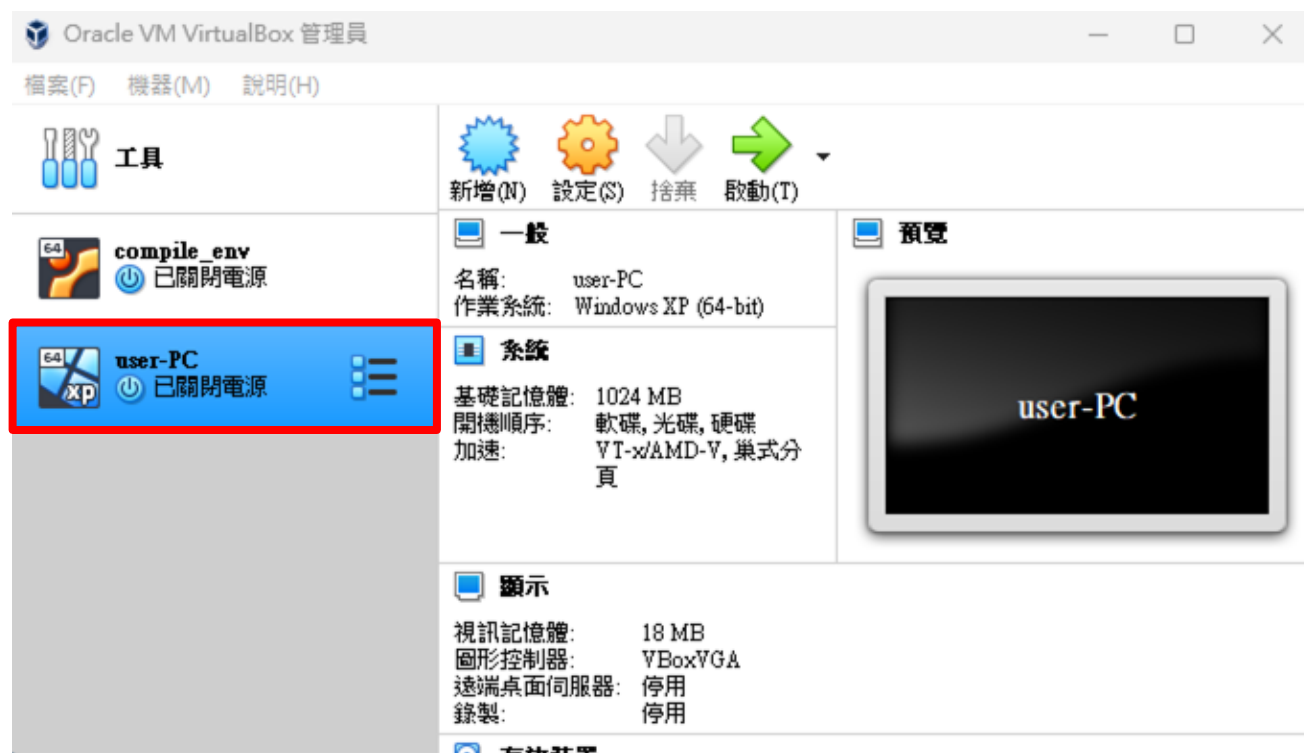 Oracle VM VirtualBox 管理員
檔案(F) 機器(M) 說明(H)
工具
新增(N) 設定(S) 捨棄 啟動(T)
64
compile_env
已關閉電源
64
xp
user-PC
已關閉電源
一般
名稱: user-PC
作業系統: Windows XP (64-bit)
系統
基礎記憶體: 1024 MB
開機順序: 軟碟, 光碟, 硬碟
加速: VT-x/AMD-V, 巢式分
頁
預覽
user-PC
顯示
視訊記憶體: 18 MB
圖形控制器: VBoxVGA
遠端桌面伺服器: 停用
錄製: 停用